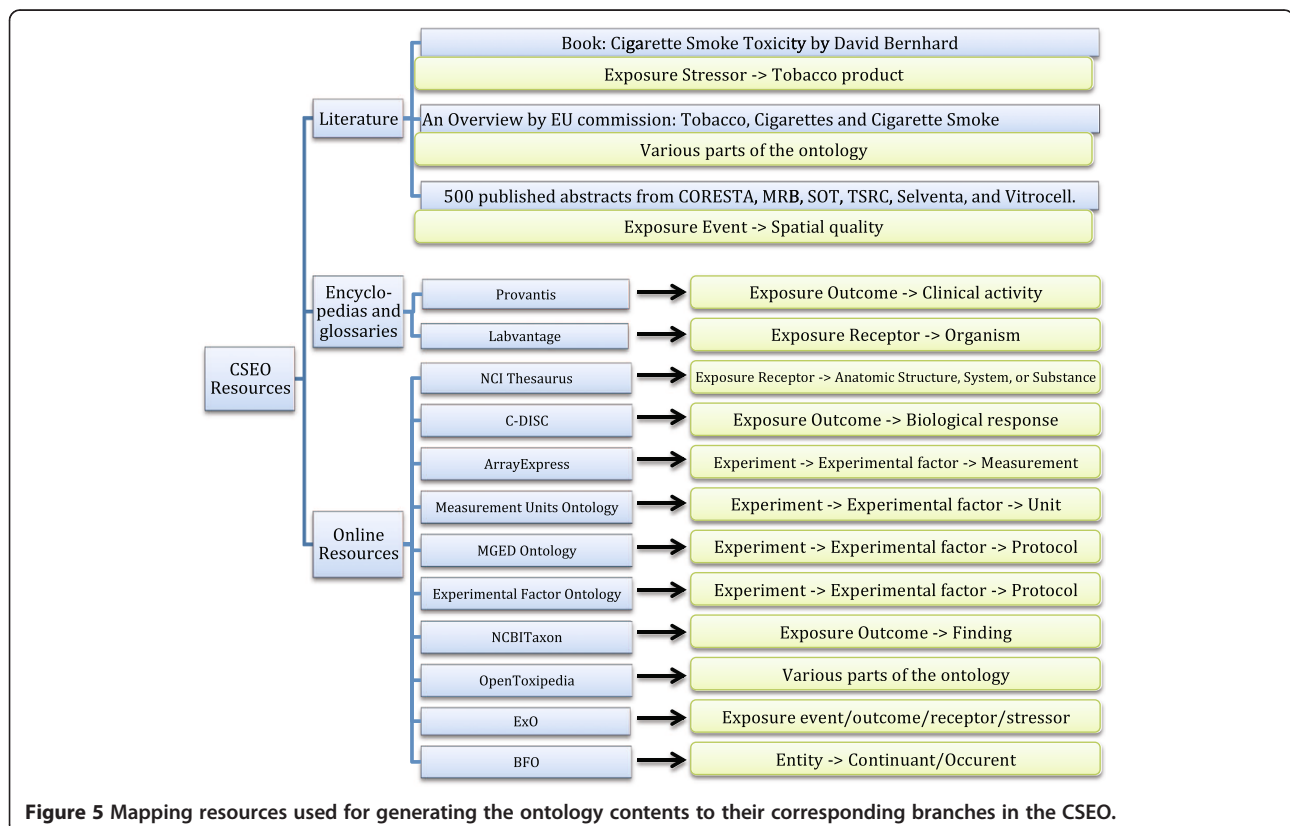 Book: Cigarette Smoke Toxicity by David Bernhard
Exposure Stressor -> Tobacco product
Literature
An Overview by EU commission: Tobacco, Cigarettes and Cigarette Smoke
Various parts of the ontology
500 published abstracts from CORESTA, MRB, SOT, TSRC, Selventa, and Vitrocell.
Exposure Event -> Spatial quality
Encyclo-
pedias and
glossaries
Provantis
Exposure Outcome -> Clinical activity
Labvantage
Exposure Receptor -> Organism
CSEO
Resources
NCI Thesaurus
Exposure Receptor -> Anatomic Structure, System, or Substance
C-DISC
Exposure Outcome -> Biological response
ArrayExpress
Experiment -> Experimental factor -> Measurement
Measurement Units Ontology
Experiment -> Experimental factor -> Unit
Online
Resources
MGED Ontology
Experiment -> Experimental factor -> Protocol
Experimental Factor Ontology
Experiment -> Experimental factor -> Protocol
NCBITaxon
Exposure Outcome -> Finding
OpenToxipedia
Various parts of the ontology
ExO
Exposure event/outcome/receptor/stressor
BFO
Entity -> Continuant/Occurent
Figure 5 Mapping resources used for generating the ontology contents to their corresponding branches in the CSEO.